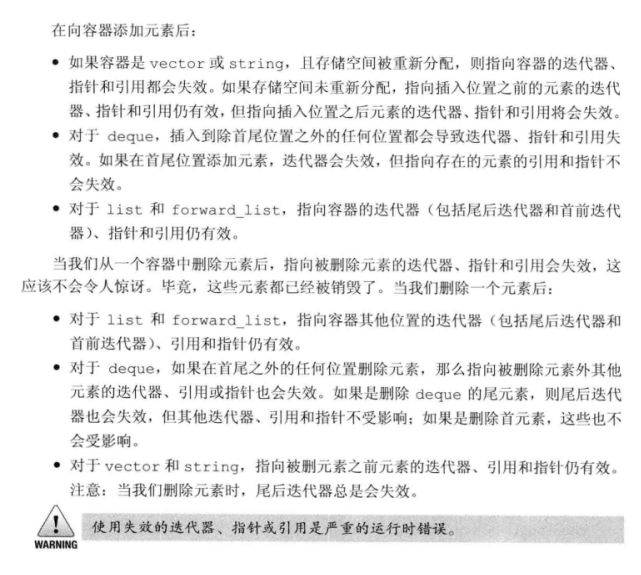 在向容器添加元素后：
● 如果容器是 vector 或 string，且存储空间被重新分配，则指向容器的迭代器、
指针和引用都会失效。如果存储空间未重新分配，指向插入位置之前的元素的迭代
器、指针和引用仍有效，但指向插入位置之后元素的迭代器、指针和引用将会失效。
● 对于 deque，插入到除首尾位置之外的任何位置都会导致迭代器、指针和引用失
效。如果在首尾位置添加元素，迭代器会失效，但指向存在的元素的引用和指针不
会失效。
● 对于 list 和 forward_list，指向容器的迭代器（包括尾后迭代器和首前迭代
器）、指针和引用仍有效。
当我们从一个容器中删除元素后，指向被删除元素的迭代器、指针和引用会失效，这
应该不会令人惊讶。毕竟，这些元素都已经被销毁了。当我们删除一个元素后：
● 对于 list 和 forward_list，指向容器其他位置的迭代器（包括尾后迭代器和
首前迭代器）、引用和指针仍有效。
● 对于 deque，如果在首尾之外的任何位置删除元素，那么指向被删除元素外其他
元素的迭代器、引用或指针也会失效。如果是删除 deque 的尾元素，则尾后迭代
器也会失效，但其他迭代器、引用和指针不受影响；如果是删除首元素，这些也不
会受影响。
● 对于 vector 和 string，指向被删元素之前元素的迭代器、引用和指针仍有效。
注意：当我们删除元素时，尾后迭代器总是会失效。
! 使用失效的迭代器、指针或引用是严重的运行时错误。
WARNING